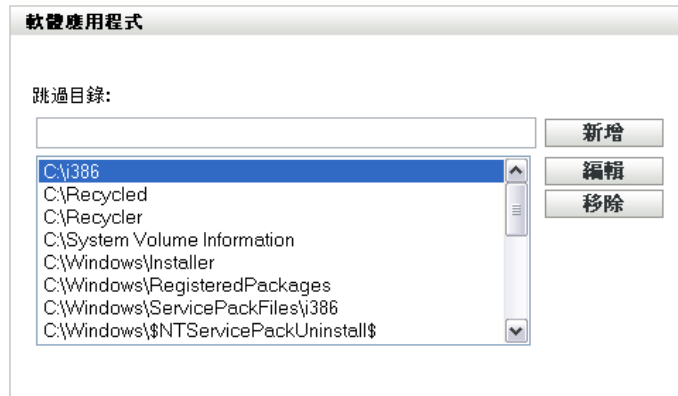 軟體應用程式
跳過目錄:
新增
C:\i386
編輯
C:\Recycled
移除
C:\Recycler
C:\System Volume Information
C:\Windows\Installer
C:\Windows\RegisteredPackages
C:\Windows\ServicePackFiles\i386
C:\Windows\$NTServicePackUninstall$